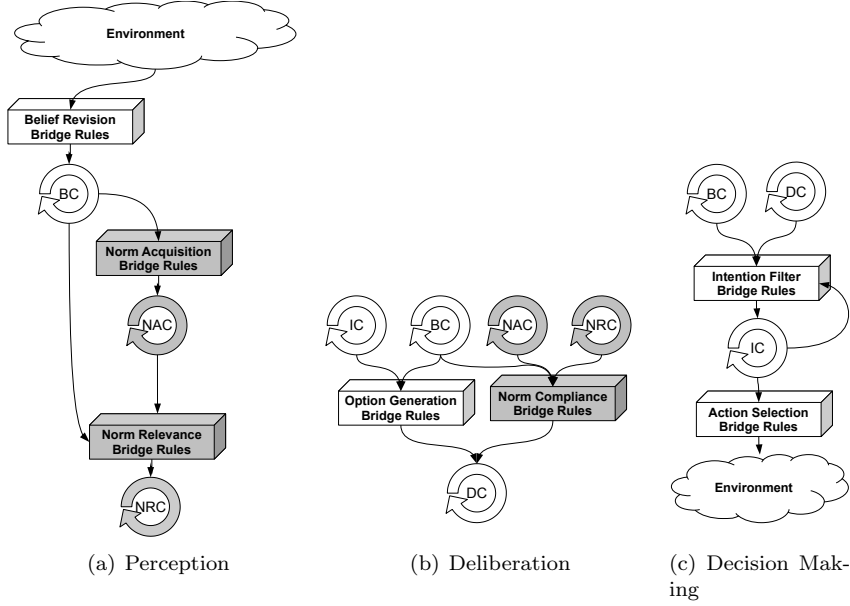 Environment
Belief Revision
Bridge Rules
BC
Norm Acquisition
Bridge Rules
NAC
Norm Relevance
Bridge Rules
NRC
(a) Perception
IC
BC
NAC
NRC
Option Generation
Bridge Rules
Norm Compliance
Bridge Rules
DC
(b) Deliberation
BC
DC
Intention Filter
Bridge Rules
IC
Action Selection
Bridge Rules
Environment
(c) Decision Mak-
ing